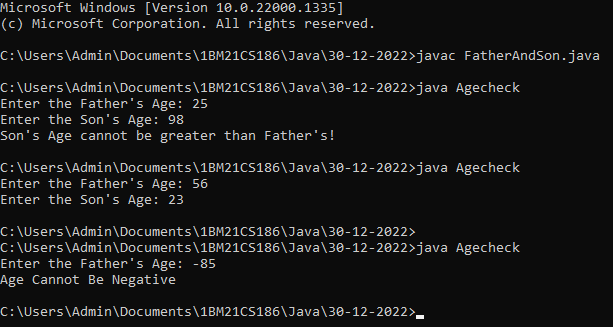 Microsoft Windows [Version 10.0.22000.1335]
(c) Microsoft Corporation. All rights reserved.
C:\Users\Admin\Documents\1BM21CS186\Java\30-12-2022>javac FatherAndSon.java
C:\Users\Admin\Documents\1BM21CS186\Java\30-12-2022>java Agecheck
Enter the Father's Age: 25
Enter the Son's Age: 98
Son's Age cannot be greater than Father's!
C:\Users\Admin\Documents\1BM21CS186\Java\30-12-2022>java Agecheck
Enter the Father's Age: 56
Enter the Son's Age: 23
C:\Users\Admin\Documents\1BM21CS186\Java\30-12-2022>
C:\Users\Admin\Documents\1BM21CS186\Java\30-12-2022>java Agecheck
Enter the Father's Age: -85
Age Cannot Be Negative
C:\Users\Admin\Documents\1BM21CS186\Java\30-12-2022>